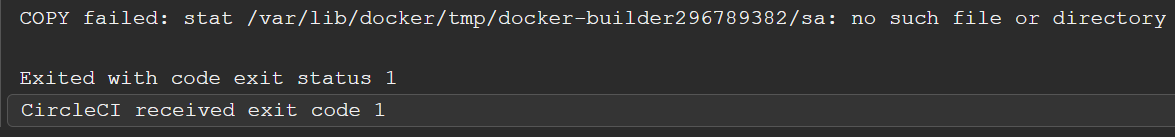 COPY failed: stat /var/lib/docker/tmp/docker-builder296789382/sa: no such file or directory
Exited with code exit status 1
CircleCI received exit code 1